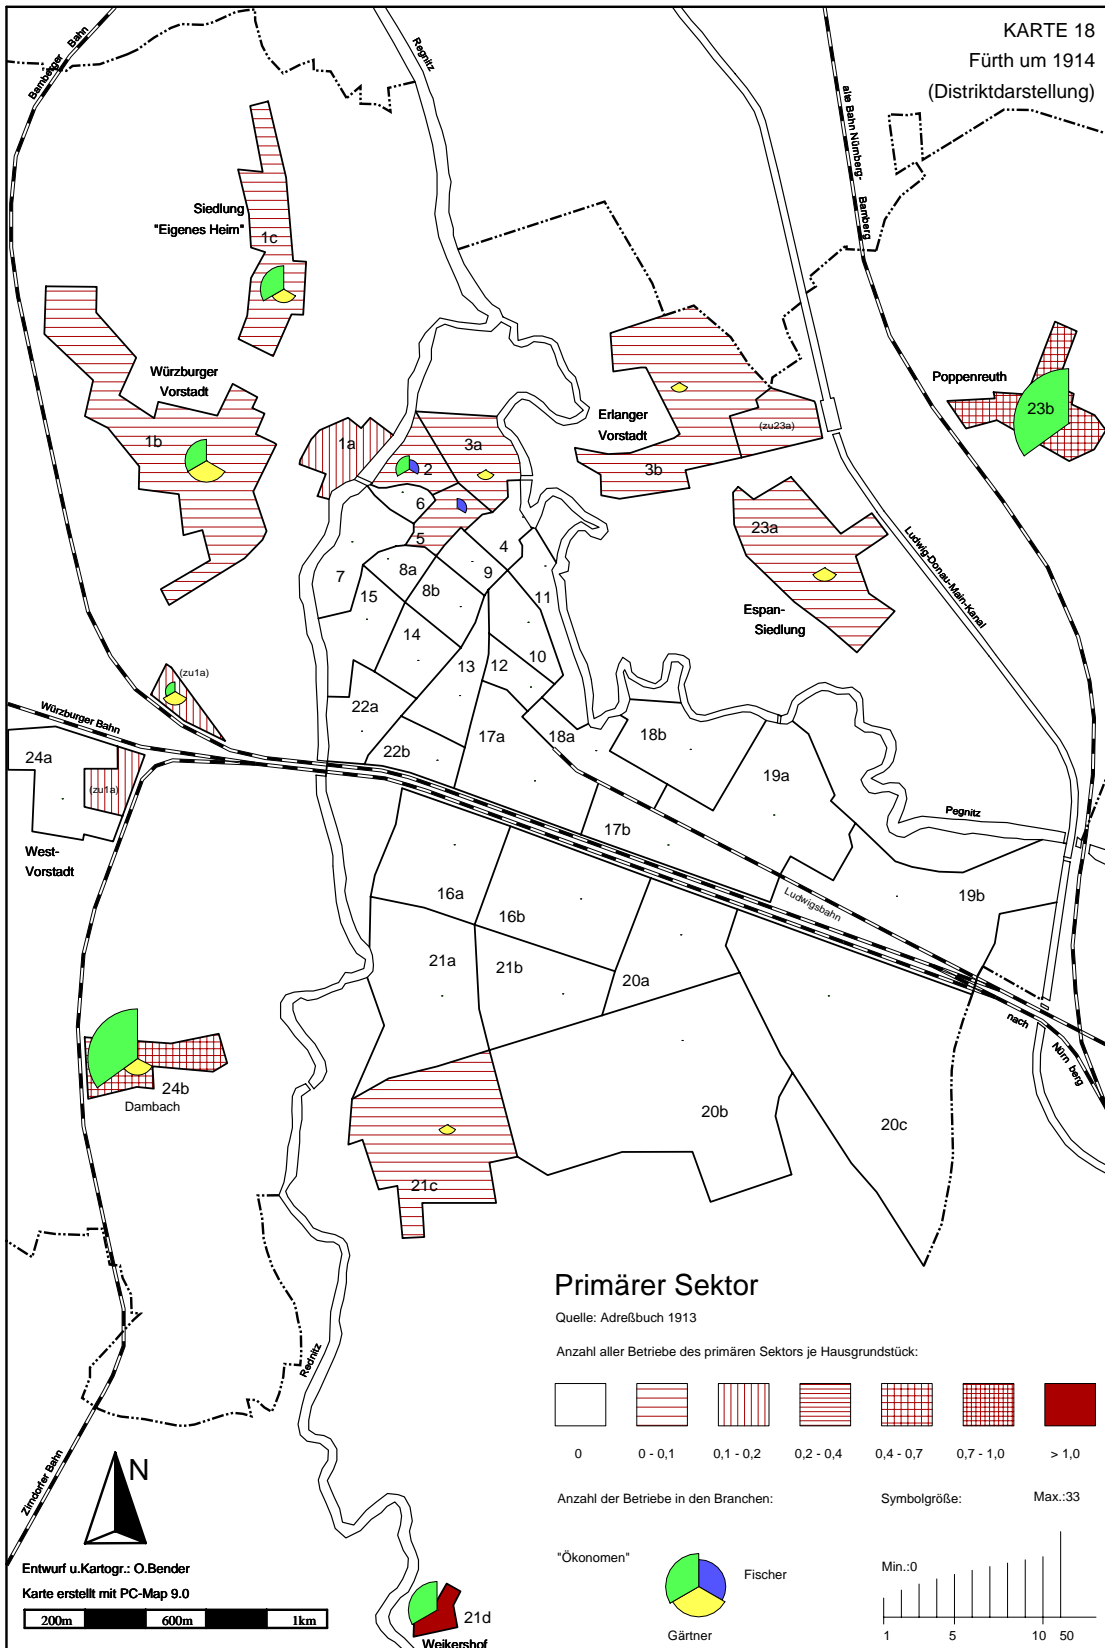 KARTE 18
Fürth um 1914
(Distriktdarstellung)
Bamberger Bahn
Regnitz
alte Bahn Nürnberg-
Bamberg
Siedlung
"Eigenes Heim"
1c
Würzburger
Vorstadt
1b
1a
2
3a
Erlanger
Vorstadt
(zu23a)
3b
Poppenreuth
23b
6
5
4
23a
Ludwig-Donau-Main-Kanal
7
8a
9
8b
15
11
Espan-
Siedlung
14
13
12
10
(zu1a)
Würzburger Bahn
22a
17a
18a
18b
22b
24a
(zu1a)
19a
West-
Vorstadt
17b
Pegnitz
16a
16b
Ludwigsbahn
19b
21a
21b
20a
nach
Nürn berg
24b
Dambach
20b
20c
21c
Rednitz
Zirndorfer Bahn
Primärer Sektor
Quelle: Adreßbuch 1913
Anzahl aller Betriebe des primären Sektors je Hausgrundstück:
0
0 - 0,1
0,1 - 0,2
0,2 - 0,4
0,4 - 0,7
0,7 - 1,0
> 1,0
Anzahl der Betriebe in den Branchen:
Symbolgröße:
Max.:33
"Ökonomen"
Fischer
Gärtner
Min.:0
1
5
10
50
N
Entwurf u.Kartogr.: O.Bender
Karte erstellt mit PC-Map 9.0
200m
600m
1km
21d
Weikershof